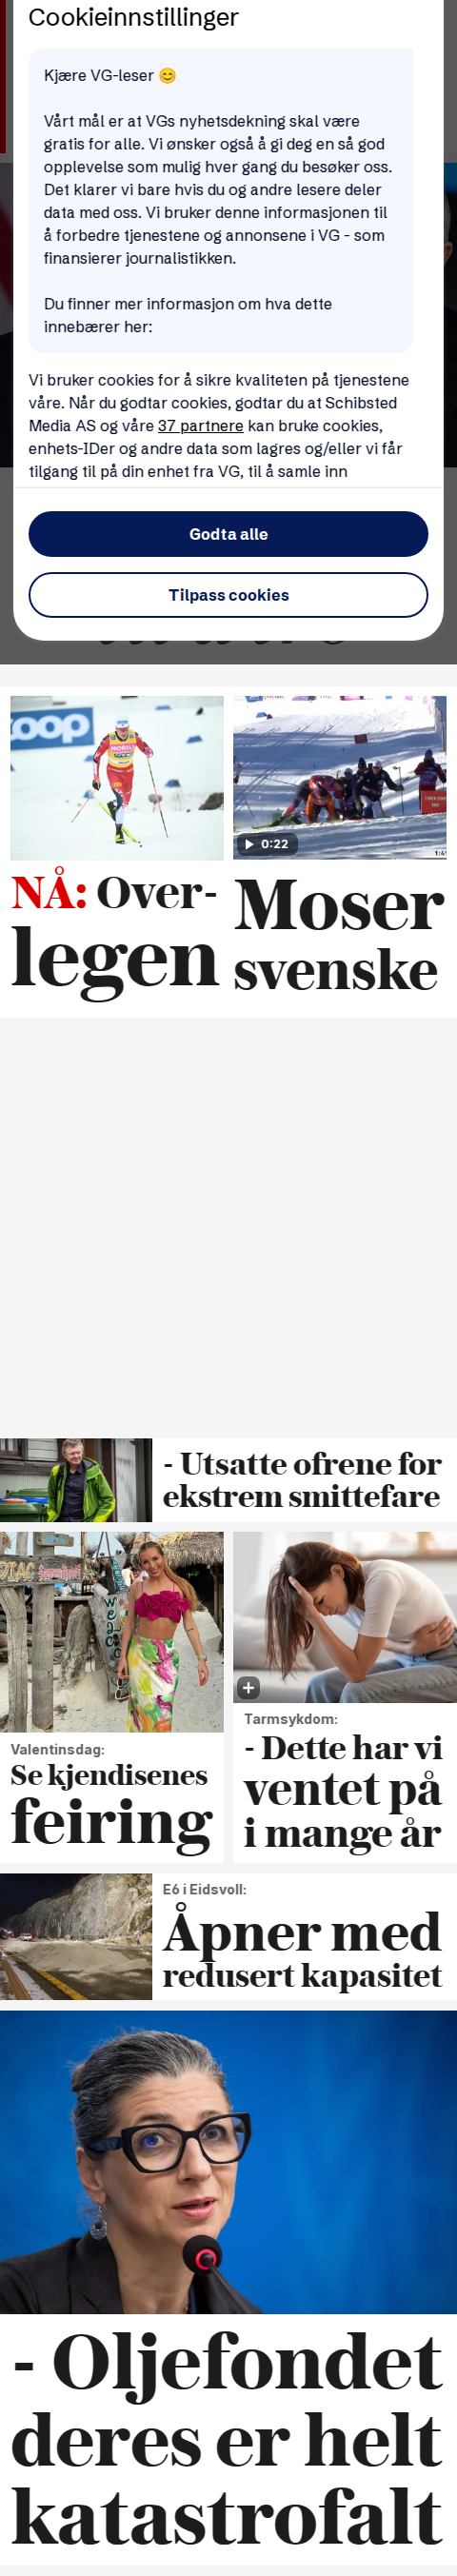 Cookieinnstillinger
Kjære VG-leser 😊
Vårt mål er at VGs nyhetsdekning skal være
gratis for alle. Vi ønsker også å gi deg en så god
opplevelse som mulig hver gang du besøker oss.
Det klarer vi bare hvis du og andre lesere deler
data med oss. Vi bruker denne informasjonen til
å forbedre tjenestene og annonsene i VG - som
finansierer journalistikken.
Du finner mer informasjon om hva dette
innebærer her:
Vi bruker cookies for å sikre kvaliteten på tjenestene
våre. Når du godtar cookies, godtar du at Schibsted
Media AS og våre 37 partnere kan bruke cookies,
enhets-IDer og andre data som lagres og/eller vi får
tilgang til på din enhet fra VG, til å samle inn
Godta alle
Tilpass cookies
coop
MOBILL
0:22
NÅ: Over-
legen
Moser
svenske
- Utsatte ofrene for
ekstrem smittefare
Valentinsdag:
Se kjendisenes
feiring
Tarmsykdom:
- Dette har vi
ventet på
i mange år
E6 i Eidsvoll:
Åpner med
redusert kapasitet
- Oljefondet
deres er helt
katastrofalt